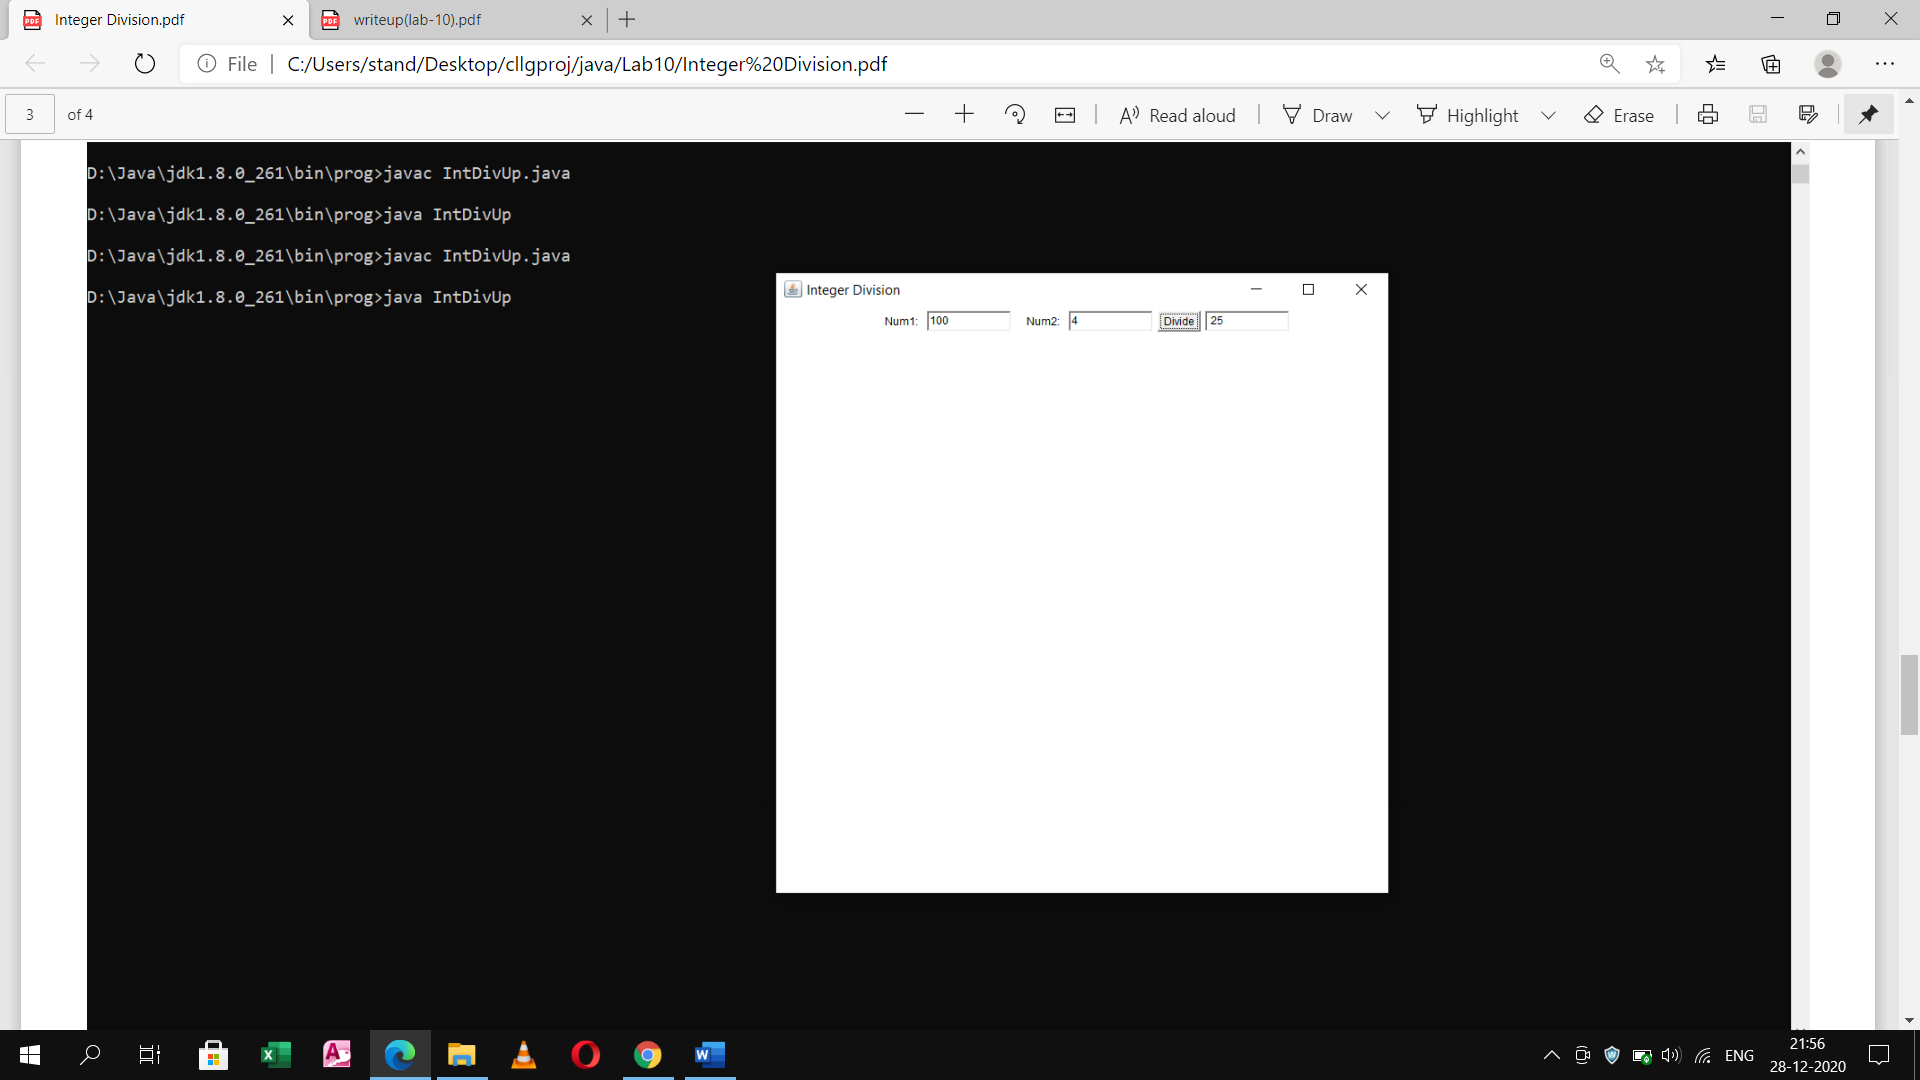 Integer Division.pdf
writeup(lab-10).pdf
File
C:/Users/stand/Desktop/cllgproj/java/Lab10/Integer%20Division.pdf
3 of 4
Read aloud
Draw
Highlight
Erase
D:\Java\jdk1.8.0_261\bin\prog>javac IntDivUp.java
D:\Java\jdk1.8.0_261\bin\prog>java IntDivUp
D:\Java\jdk1.8.0_261\bin\prog>javac IntDivUp.java
D:\Java\jdk1.8.0_261\bin\prog>java IntDivUp
Integer Division
Num1: 100 Num2: 4 Divide 25
ENG
21:56
28-12-2020